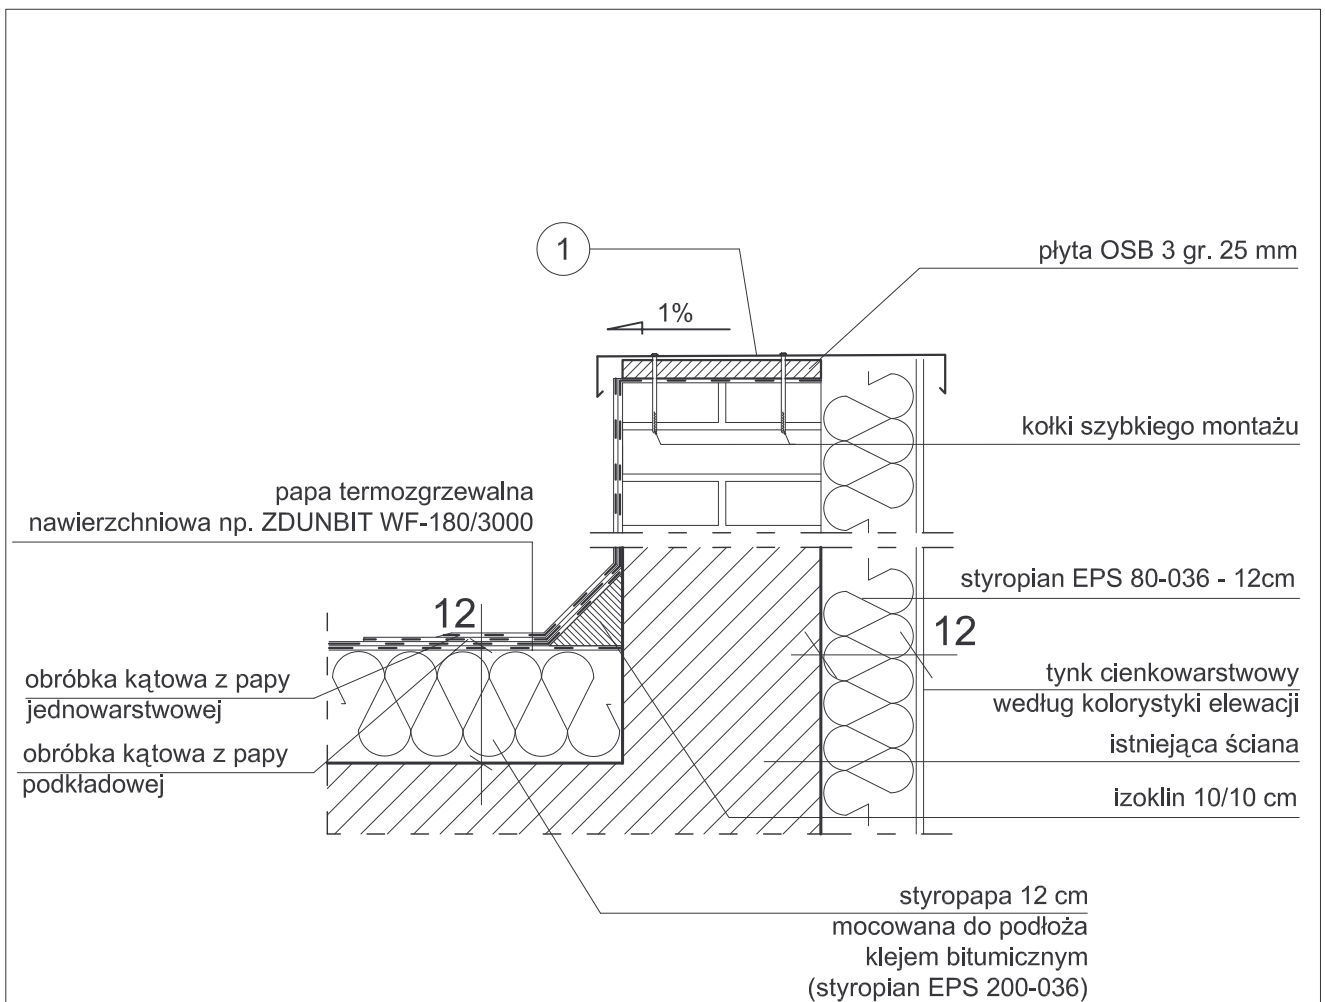 1
płyta OSB 3 gr. 25 mm
1%
kołki szybkiego montażu
papa termozgrzewalna
nawierzchniowa np. ZDUNBIT WF-180/3000
styropian EPS 80-036 - 12cm
12
12
obróbka kątowa z papy
jednowarstwowej
tynk cienkowarstwowy
według kolorystyki elewacji
obróbka kątowa z papy
podkładowej
istniejąca ściana
izoklin 10/10 cm
styropapa 12 cm
mocowana do podłoża
klejem bitumicznym
(styropian EPS 200-036)